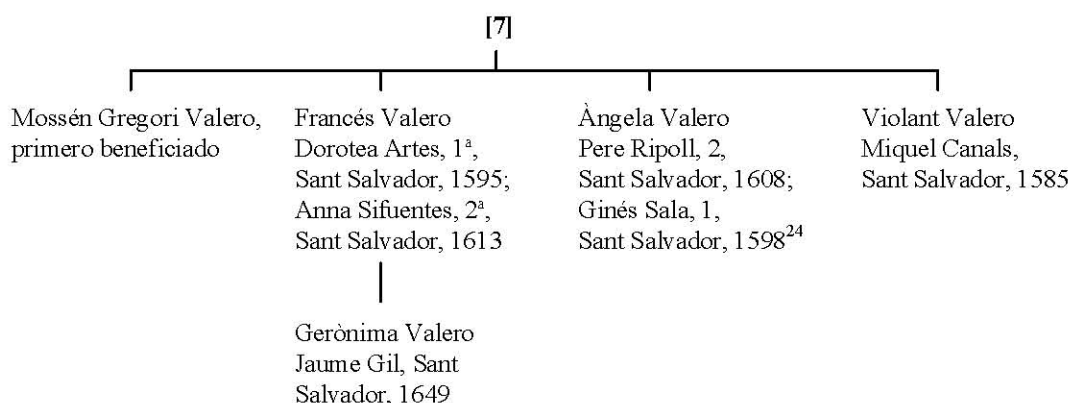 [7]
Mossén Gregori Valero,
primero beneficiado
Francés Valero
Dorotea Artes, 1ª,
Sant Salvador, 1595;
Anna Sifuentes, 2ª,
Sant Salvador, 1613
Àngela Valero
Pere Ripoll, 2,
Sant Salvador, 1608;
Ginés Sala, 1,
Sant Salvador, 1598²⁴
Violant Valero
Miquel Canals,
Sant Salvador, 1585
Gerònima Valero
Jaume Gil, Sant
Salvador, 1649